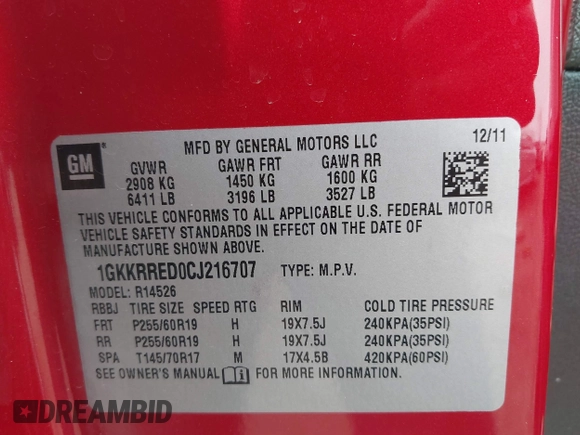 MFD BY GENERAL MOTORS LLC 12/11
GM
GVWR GAWR FRT GAWR RR
2908 KG 1450 KG 1600 KG
6411 LB 3196 LB 3527 LB
THIS VEHICLE CONFORMS TO ALL APPLICABLE U.S. FEDERAL MOTOR
VEHICLE SAFETY STANDARDS IN EFFECT ON THE DATE OF
MANUFACTURE SHOWN ABOVE.
1GKKRRED0CJ216707 TYPE: M.P.V.
MODEL: R14526
RBBJ TIRE SIZE SPEED RTG RIM COLD TIRE PRESSURE
FRT P255/60R19 H 19X7.5J 240KPA(35PSI)
RR P255/60R19 H 19X7.5J 240KPA(35PSI)
SPA T145/70R17 M 17X4.5B 420KPA(60PSI)
SEE OWNER'S MANUAL FOR MORE INFORMATION.
DREAMBID